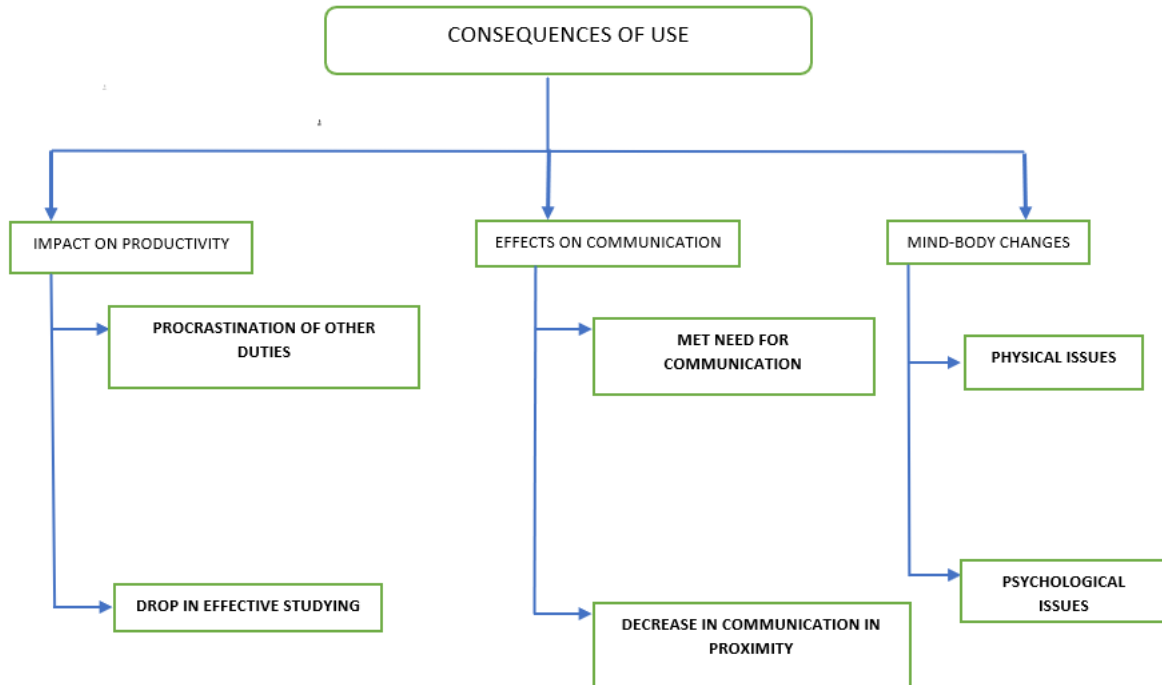 CONSEQUENCES OF USE
IMPACT ON PRODUCTIVITY
EFFECTS ON COMMUNICATION
MIND-BODY CHANGES
PROCRASTINATION OF OTHER
DUTIES
MET NEED FOR
COMMUNICATION
PHYSICAL ISSUES
DROP IN EFFECTIVE STUDYING
DECREASE IN COMMUNICATION IN
PROXIMITY
PSYCHOLOGICAL
ISSUES